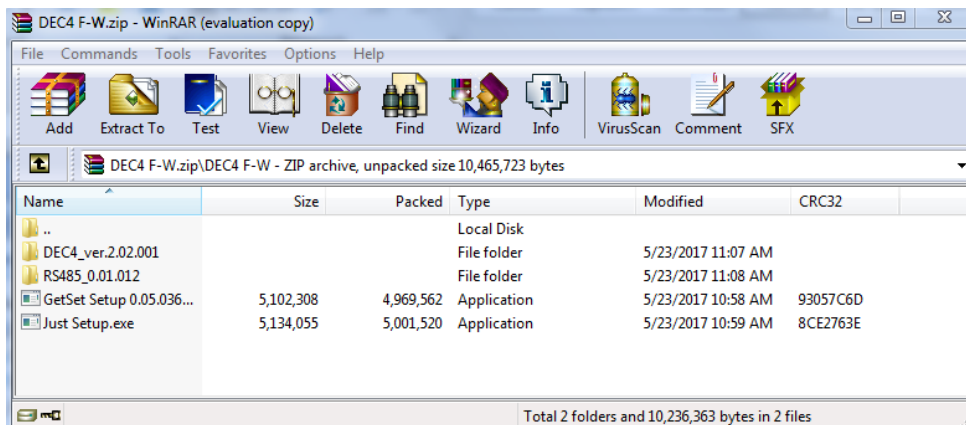 DEC4 F-W.zip - WinRAR (evaluation copy)
File Commands Tools Favorites Options Help
Add Extract To Test View Delete Find Wizard Info VirusScan Comment SFX
DEC4 F-W.zip\DEC4 F-W - ZIP archive, unpacked size 10,465,723 bytes
Name Size Packed Type Modified CRC32
.. Local Disk
DEC4_ver.2.02.001 File folder 5/23/2017 11:07 AM
RS485_0.01.012 File folder 5/23/2017 11:08 AM
GetSet Setup 0.05.036... 5,102,308 4,969,562 Application 5/23/2017 10:58 AM 93057C6D
Just Setup.exe 5,134,055 5,001,520 Application 5/23/2017 10:59 AM 8CE2763E
Total 2 folders and 10,236,363 bytes in 2 files